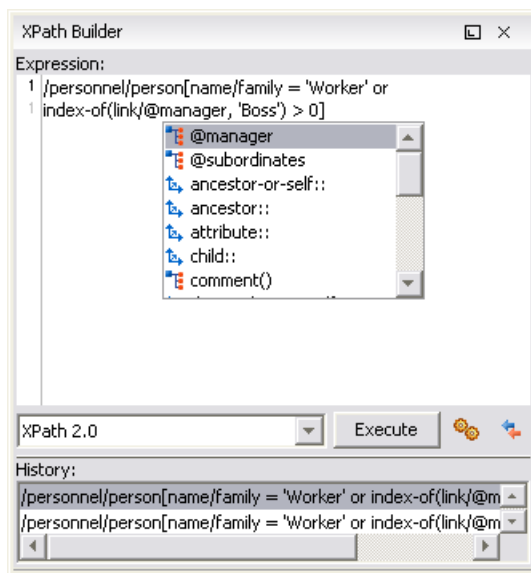 XPath Builder
Expression:
1 /personnel/person[name/family = 'Worker' or
1 index-of(link/@manager, 'Boss') > 0]
@manager
@subordinates
ancestor-or-self::
ancestor::
attribute::
child::
comment()
XPath 2.0
Execute
History:
/personnel/person[name/family = 'Worker' or index-of(link/@m
/personnel/person[name/family = 'Worker' or index-of(link/@m